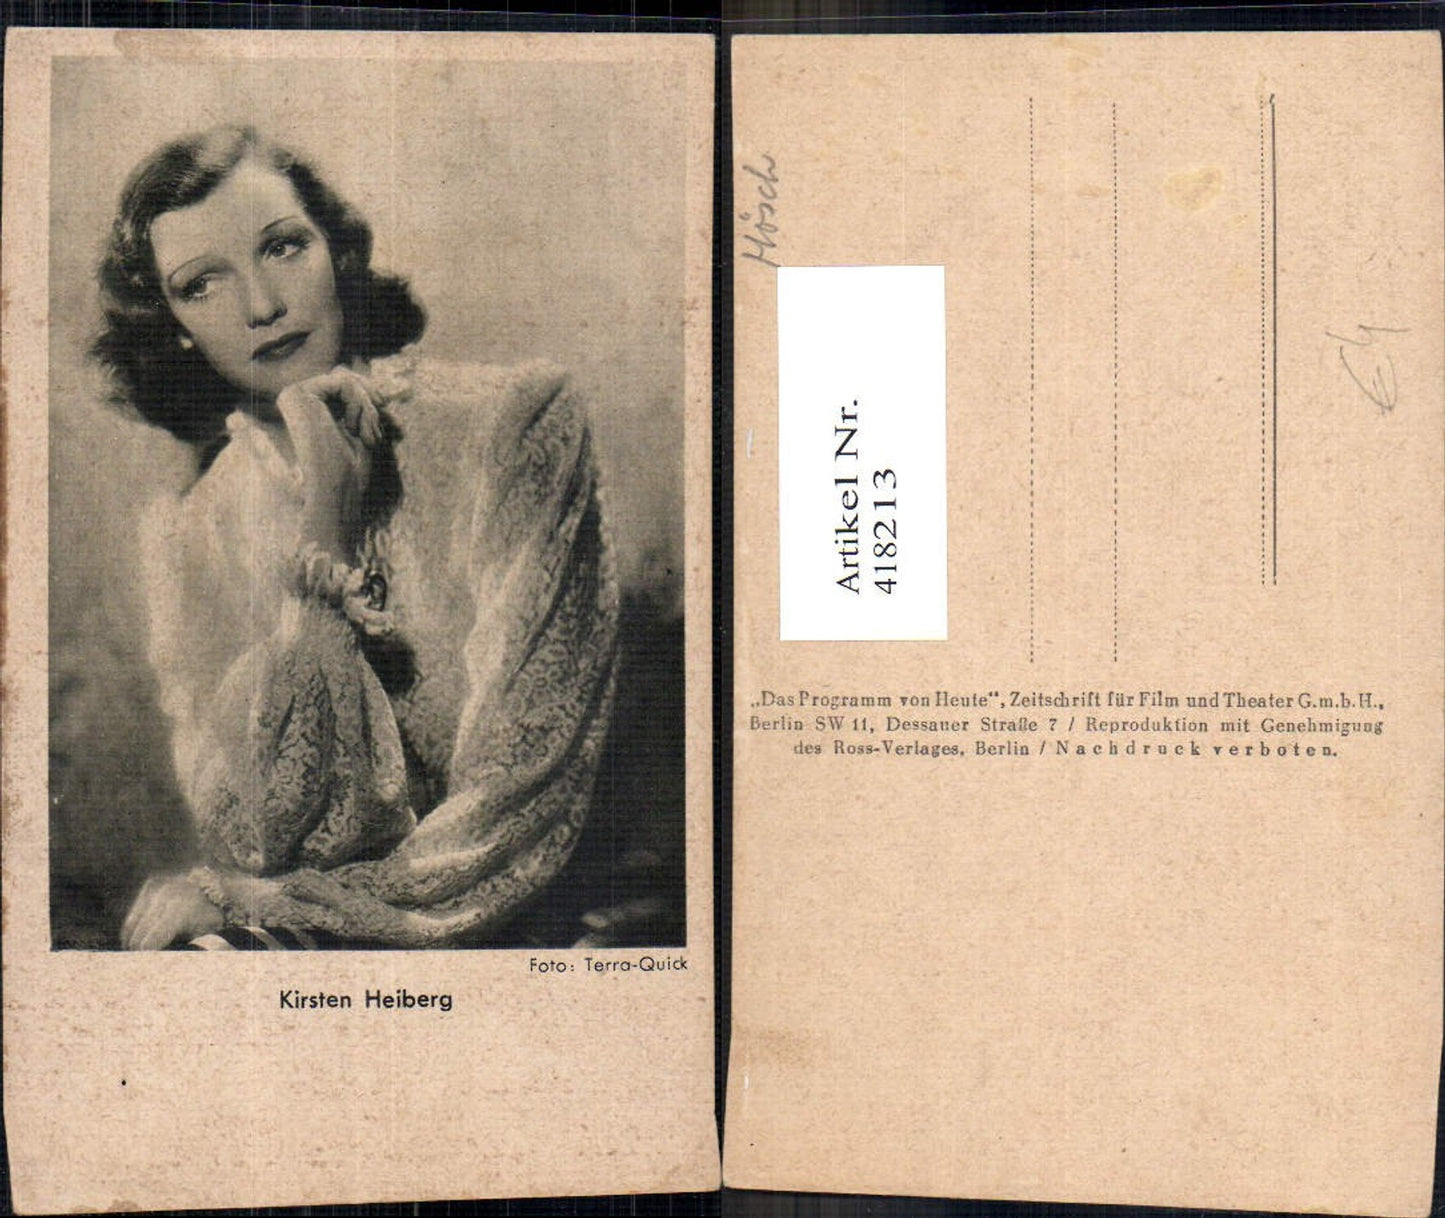 Foto: Terra-Quick
Kirsten Heiberg
Hösch
Artikel Nr.
418213
€4
„Das Programm von Heute“, Zeitschrift für Film und Theater G.m.b.H.,
Berlin SW 11, Dessauer Straße 7 / Reproduktion mit Genehmigung
des Ross-Verlages, Berlin / Nachdruck verboten.